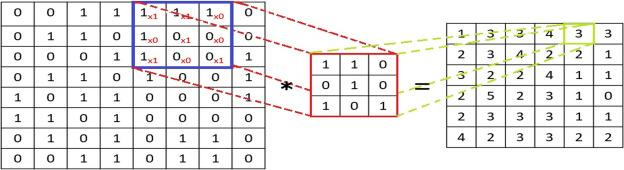 0 0 1 1 1x1 1x1 1x0 0
0 1 1 0 1x0 0x1 0x0 0
0 0 0 1 1x1 0x0 0x1 0
0 1 1 0 1 0 0 0
1 0 1 1 0 0 0 1
1 1 0 1 0 0 0 0
0 0 1 0 1 1 1 0
0 0 1 1 0 1 1 0
*
1 1 0
0 1 0
1 0 1
=
1 3 3 4 3 3
2 3 4 2 2 1
3 2 2 4 1 1
2 5 2 3 1 0
2 3 3 3 1 1
4 2 3 3 2 2